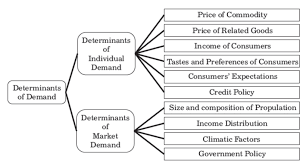 Determinants
of Demand
Determinants
of
Individual
Demand
Price of Commodity
Price of Related Goods
Income of Consumers
Tastes and Preferences of Consumers
Consumers' Expectations
Credit Policy
Determinants
of
Market
Demand
Size and composition of Propulation
Income Distribution
Climatic Factors
Government Policy